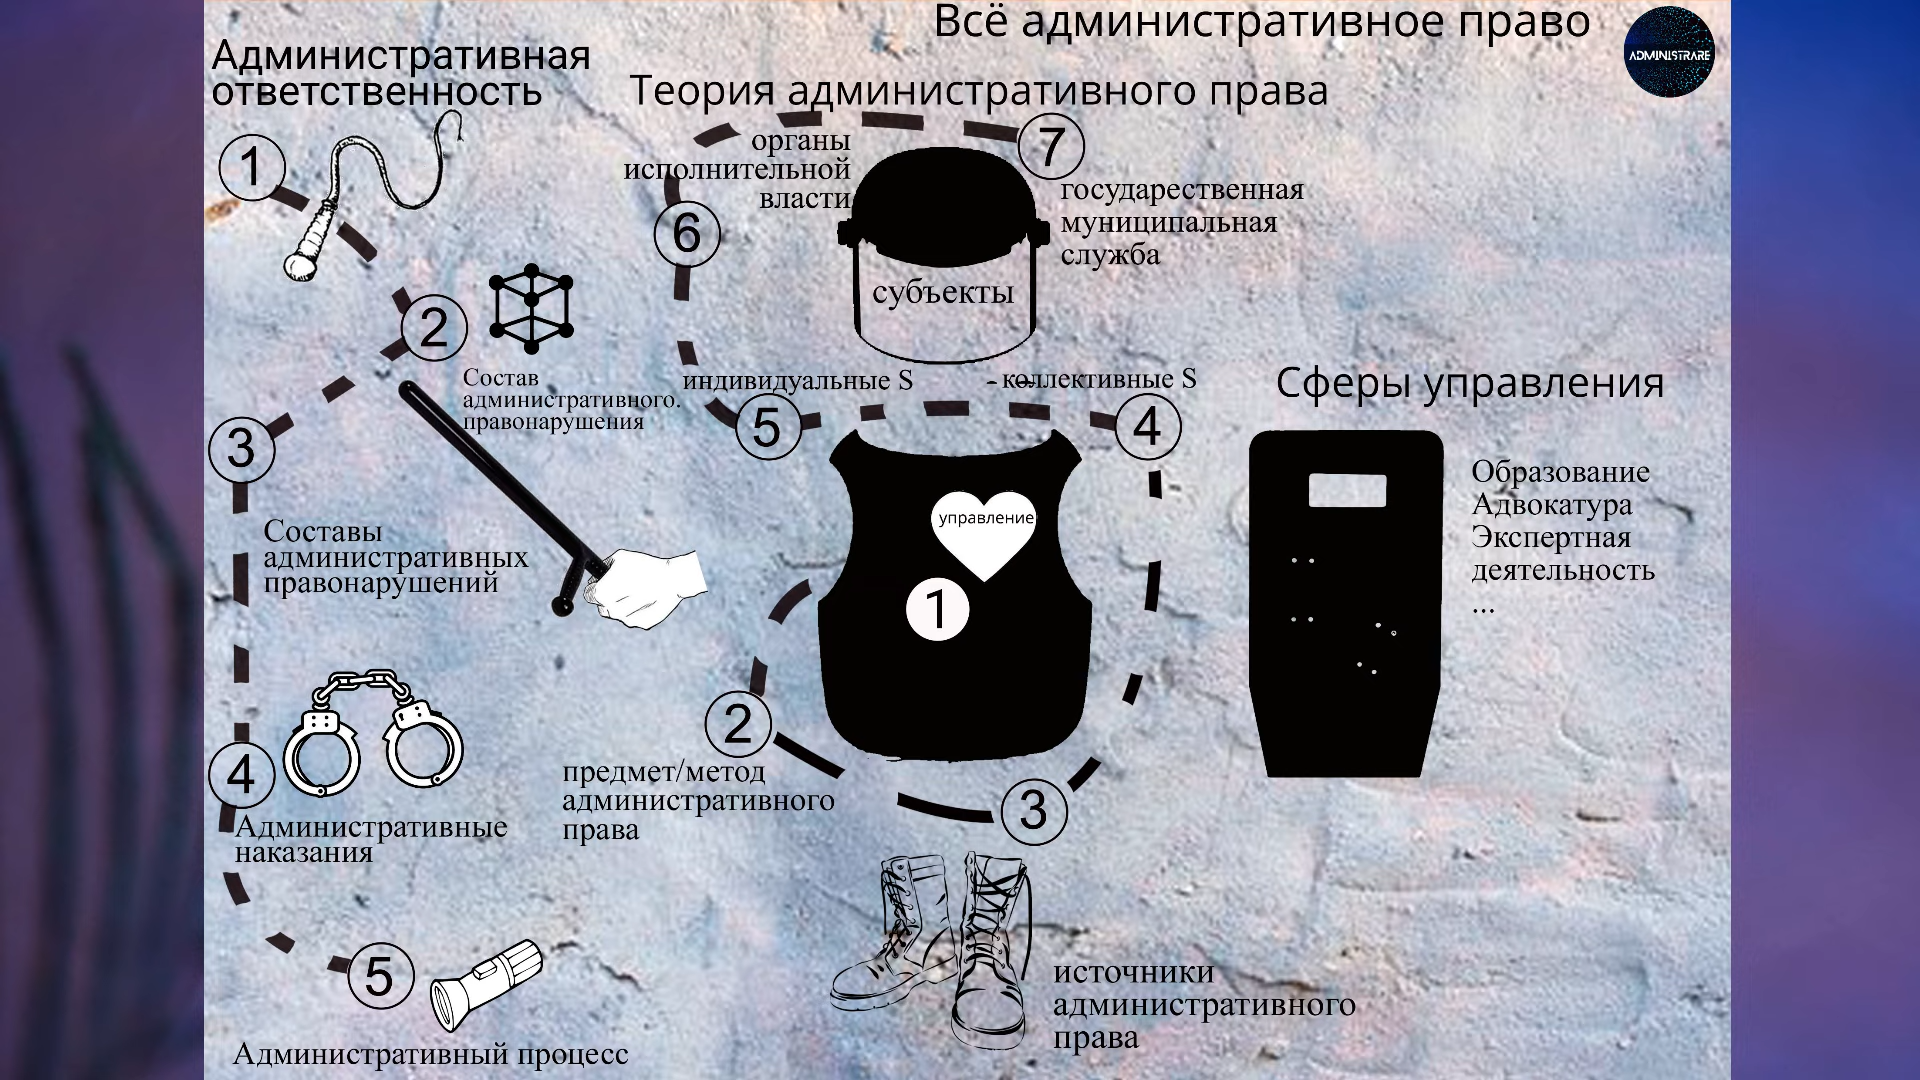 Всё административное право
ADMINISTRARE
Административная
ответственность
Теория административного права
1
2
Состав
административного.
правонарушения
3
Составы
административных
правонарушений
4
Административные
наказания
5
Административный процесс
органы
исполнительной
власти
7
государственная
муниципальная
служба
6
субъекты
индивидуальные S
- коллективные S
5
4
управление
1
2
предмет/метод
административного
права
3
источники
административного
права
Сферы управления
Образование
Адвокатура
Экспертная
деятельность
...